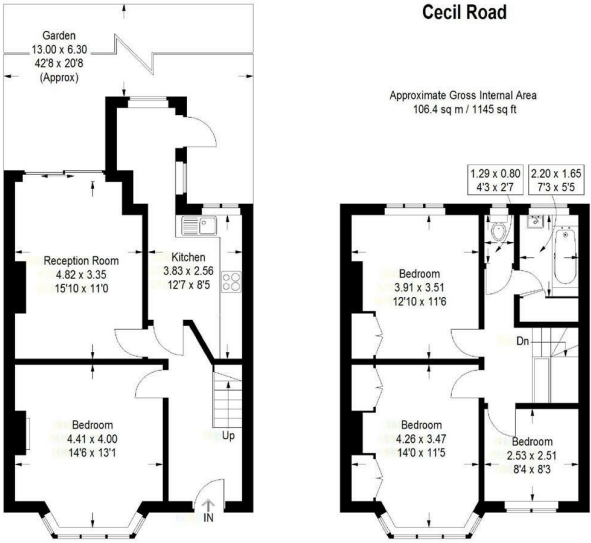 Cecil Road
Garden
13.00 x 6.30
42'8 x 20'8
(Approx)
Approximate Gross Internal Area
106.4 sq m / 1145 sq ft
1.29 x 0.80
4'3 x 2'7
2.20 x 1.65
7'3 x 5'5
Reception Room
4.82 x 3.35
15'10 x 11'0
Kitchen
3.83 x 2.56
12'7 x 8'5
Bedroom
3.91 x 3.51
12'10 x 11'6
Dn
Bedroom
4.41 x 4.00
14'6 x 13'1
Up
IN
Bedroom
4.26 x 3.47
14'0 x 11'5
Bedroom
2.53 x 2.51
8'4 x 8'3